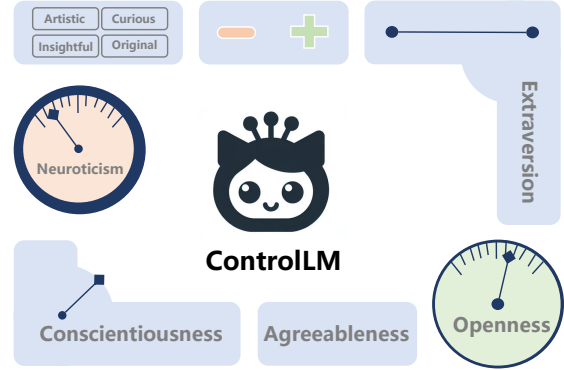 Artistic
Curious
Insightful
Original
Extraversion
Neuroticism
ControlLM
Conscientiousness
Agreeableness
Openness